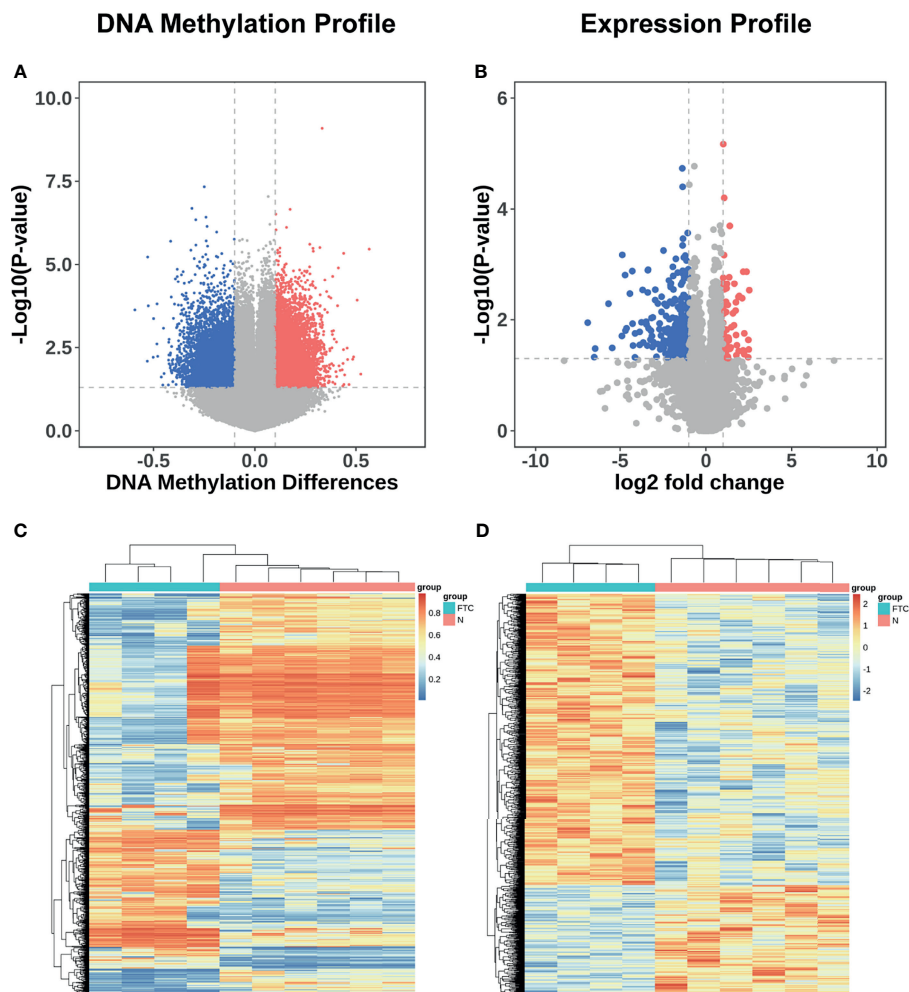 DNA Methylation Profile
Expression Profile
A
10.0
7.5
5.0
2.5
0.0
-Log10(P-value)
-0.5
0.0
0.5
DNA Methylation Differences
B
6
4
2
0
-Log10(P-value)
-10
-5
0
5
10
log2 fold change
C
group
0.8
0.6
0.4
0.2
group
FTC
N
D
group
2
1
0
-1
-2
group
FTC
N